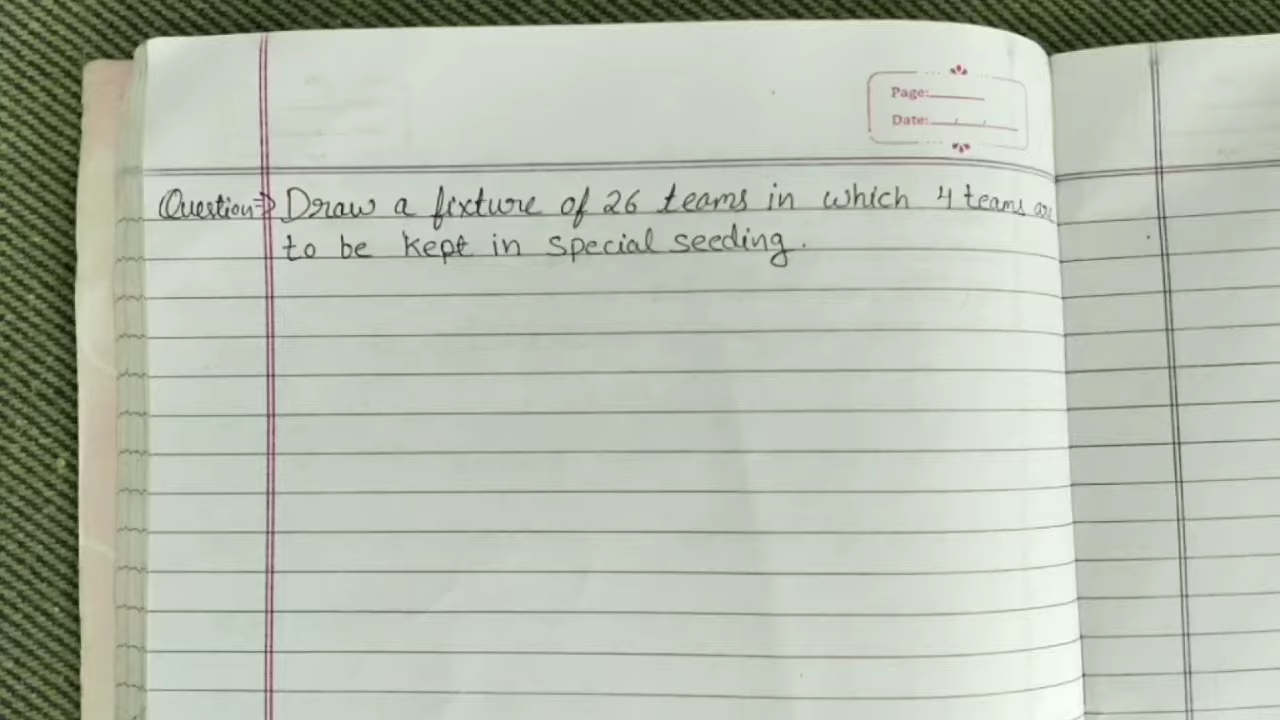 Page:
Date:
Question⇒ Draw a fixture of 26 teams in which 4 teams are
to be kept in special seeding.